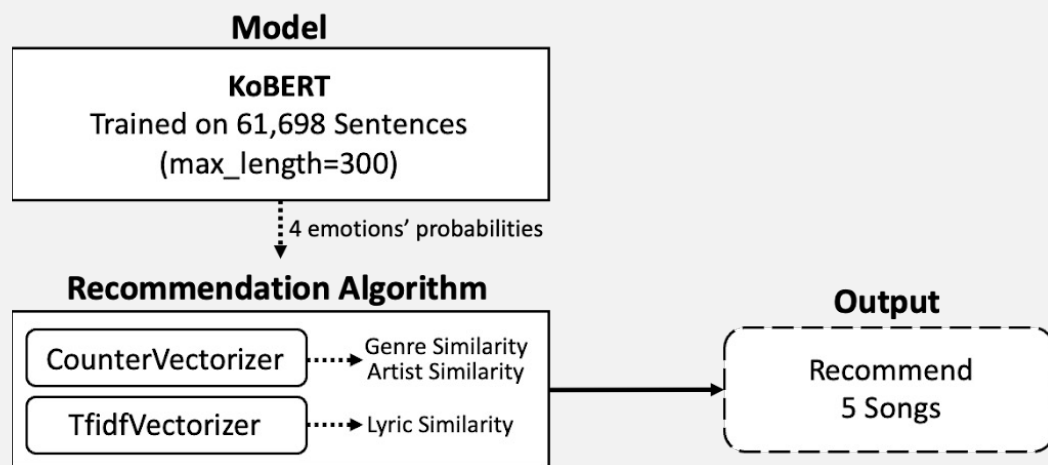 Model
KoBERT
Trained on 61,698 Sentences
(max_length=300)
4 emotions’ probabilities
Recommendation Algorithm
CounterVectorizer
Genre Similarity
Artist Similarity
TfidfVectorizer
Lyric Similarity
Output
Recommend
5 Songs